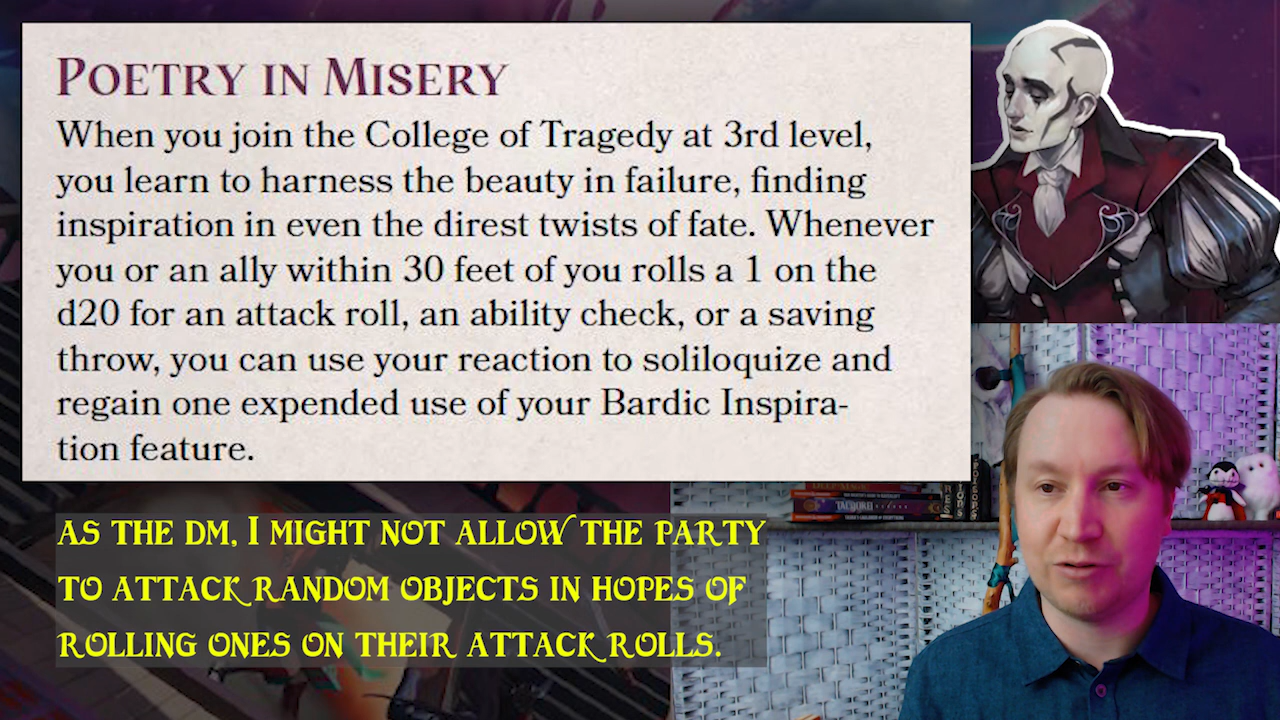 Poetry in Misery
When you join the College of Tragedy at 3rd level,
you learn to harness the beauty in failure, finding
inspiration in even the direst twists of fate. Whenever
you or an ally within 30 feet of you rolls a 1 on the
d20 for an attack roll, an ability check, or a saving
throw, you can use your reaction to soliloquize and
regain one expended use of your Bardic Inspira-
tion feature.
AS THE DM, I MIGHT NOT ALLOW THE PARTY
TO ATTACK RANDOM OBJECTS IN HOPES OF
ROLLING ONES ON THEIR ATTACK ROLLS.
TAL'DOREI